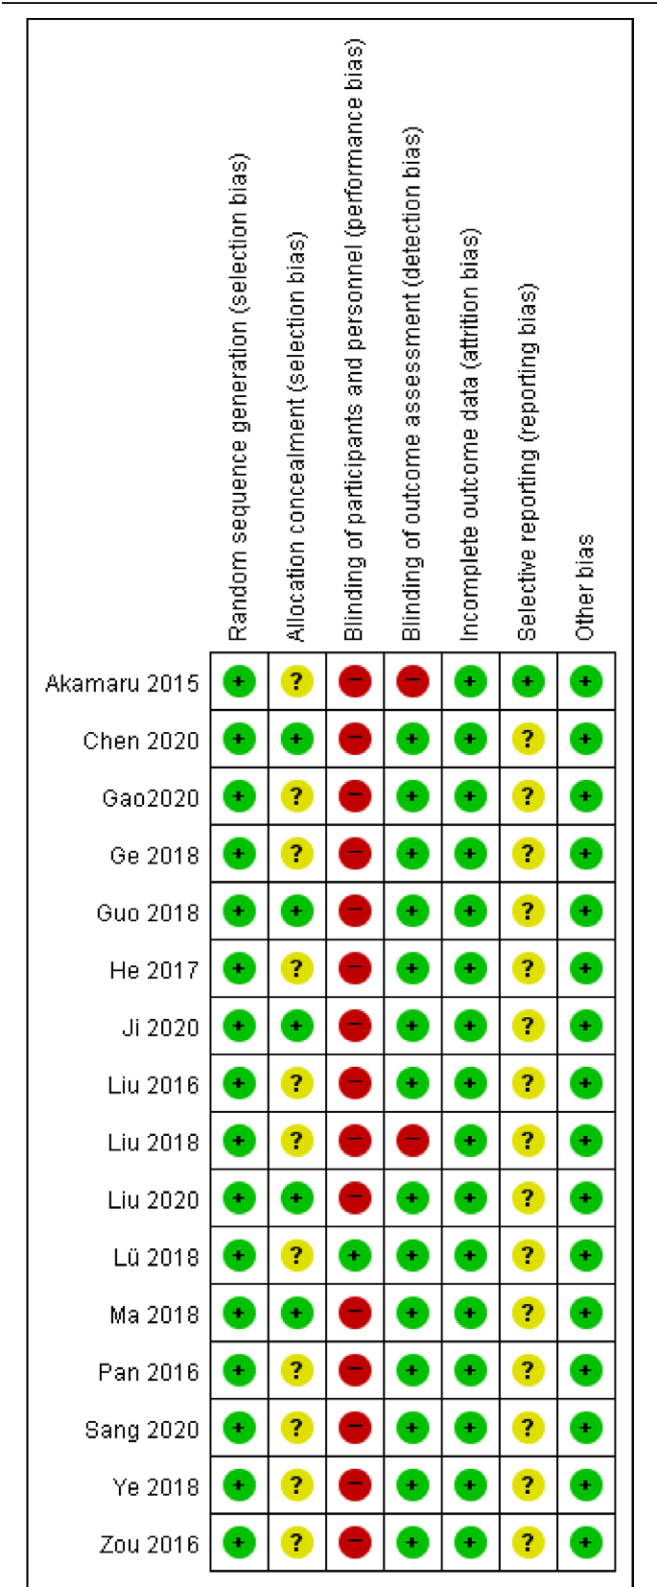 Random sequence generation (selection bias)
Allocation concealment (selection bias)
Blinding of participants and personnel (performance bias)
Blinding of outcome assessment (detection bias)
Incomplete outcome data (attrition bias)
Selective reporting (reporting bias)
Other bias
Akamaru 2015 + ? − − + + +
Chen 2020 + + − + + ? +
Gao2020 + ? − + + ? +
Ge 2018 + ? − + + ? +
Guo 2018 + + − + + ? +
He 2017 + ? − + + ? +
Ji 2020 + + − + + ? +
Liu 2016 + ? − + + ? +
Liu 2018 + ? − − + ? +
Liu 2020 + + − + + ? +
Lü 2018 + ? + + + ? +
Ma 2018 + + − + + ? +
Pan 2016 + ? − + + ? +
Sang 2020 + ? − + + ? +
Ye 2018 + ? − + + ? +
Zou 2016 + ? − + + ? +